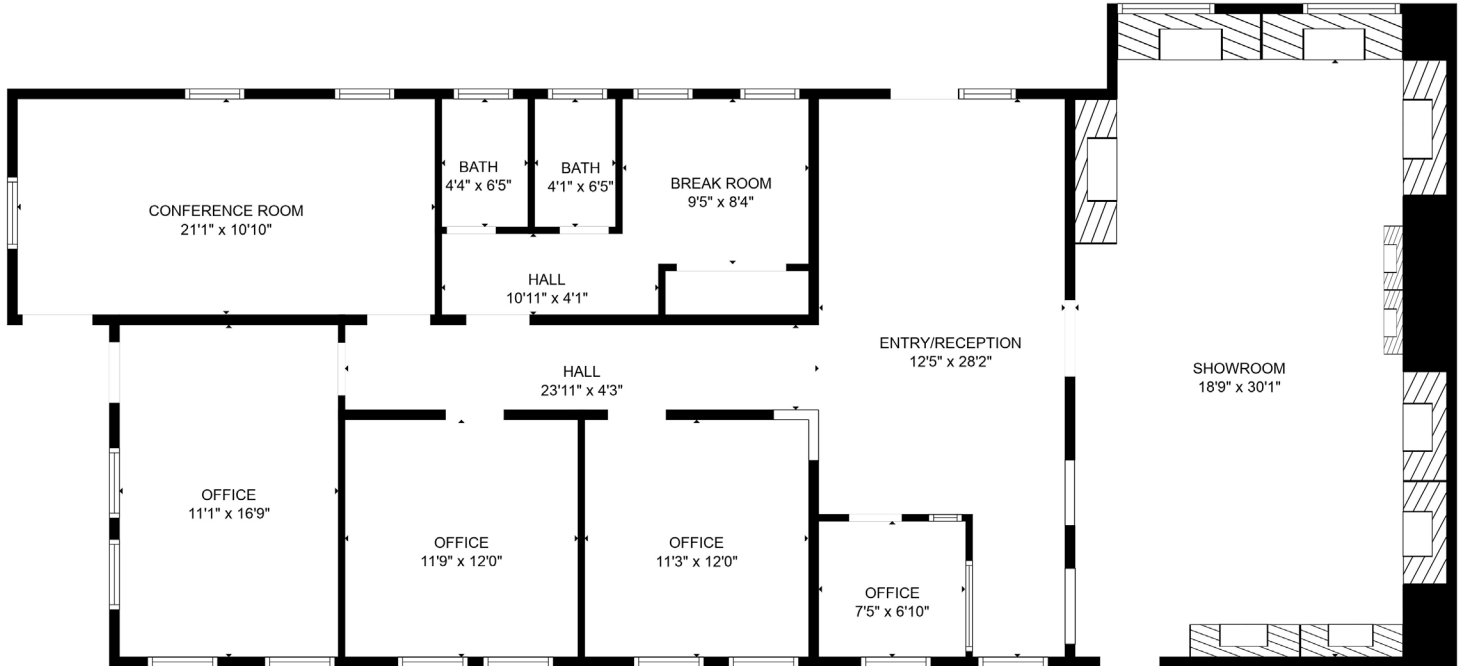 CONFERENCE ROOM
21'1" x 10'10"
BATH
4'4" x 6'5"
BATH
4'1" x 6'5"
BREAK ROOM
9'5" x 8'4"
HALL
10'11" x 4'1"
HALL
23'11" x 4'3"
ENTRY/RECEPTION
12'5" x 28'2"
SHOWROOM
18'9" x 30'1"
OFFICE
11'1" x 16'9"
OFFICE
11'9" x 12'0"
OFFICE
11'3" x 12'0"
OFFICE
7'5" x 6'10"